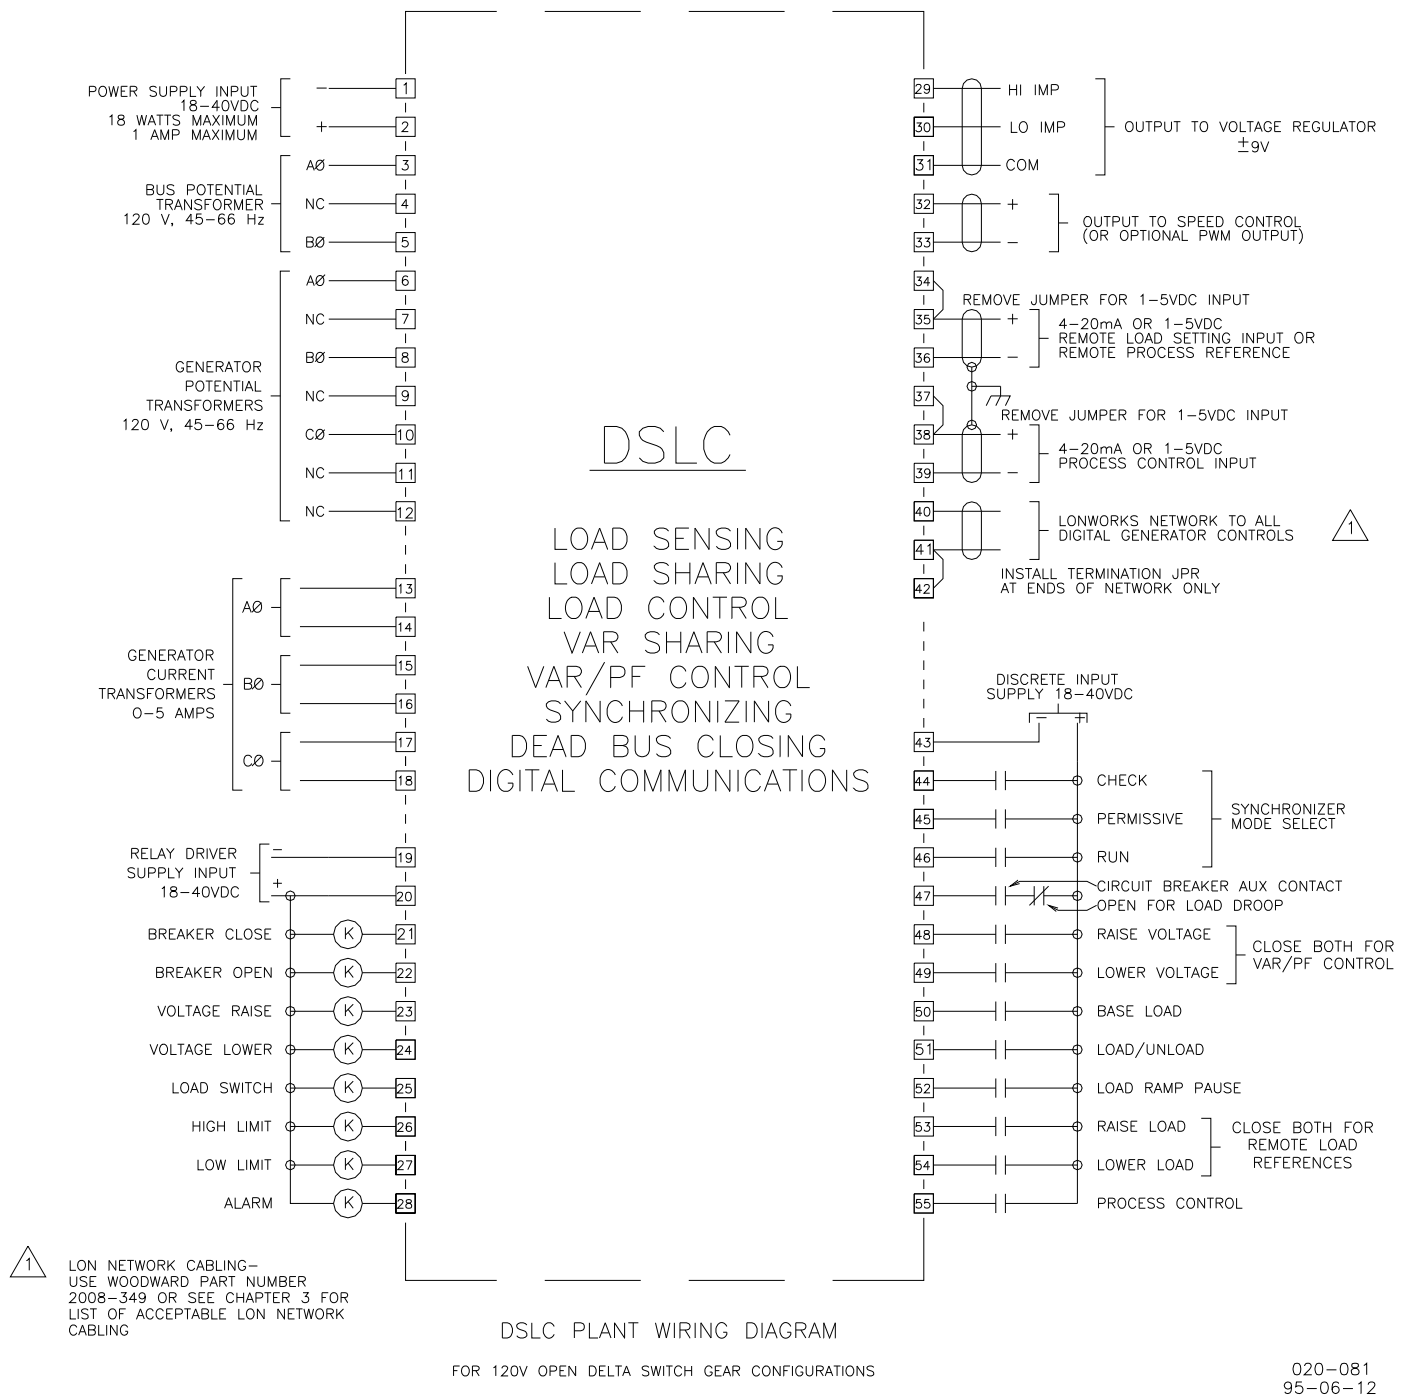 POWER SUPPLY INPUT
18-40VDC
18 WATTS MAXIMUM
1 AMP MAXIMUM
−
1
+
2
BUS POTENTIAL
TRANSFORMER
120 V, 45-66 Hz
AØ
3
NC
4
BØ
5
GENERATOR
POTENTIAL
TRANSFORMERS
120 V, 45-66 Hz
AØ
6
NC
7
BØ
8
NC
9
CØ
10
NC
11
NC
12
GENERATOR
CURRENT
TRANSFORMERS
0-5 AMPS
AØ
13
14
BØ
15
16
CØ
17
18
RELAY DRIVER
SUPPLY INPUT
18-40VDC
−
19
+
20
BREAKER CLOSE K 21
BREAKER OPEN K 22
VOLTAGE RAISE K 23
VOLTAGE LOWER K 24
LOAD SWITCH K 25
HIGH LIMIT K 26
LOW LIMIT K 27
ALARM K 28
DSLC
LOAD SENSING
LOAD SHARING
LOAD CONTROL
VAR SHARING
VAR/PF CONTROL
SYNCHRONIZING
DEAD BUS CLOSING
DIGITAL COMMUNICATIONS
29 HI IMP
30 LO IMP
31 COM
OUTPUT TO VOLTAGE REGULATOR
±9V
32 +
33 −
OUTPUT TO SPEED CONTROL
(OR OPTIONAL PWM OUTPUT)
34
REMOVE JUMPER FOR 1-5VDC INPUT
35 +
36 −
4-20mA OR 1-5VDC
REMOTE LOAD SETTING INPUT OR
REMOTE PROCESS REFERENCE
37
REMOVE JUMPER FOR 1-5VDC INPUT
38 +
39 −
4-20mA OR 1-5VDC
PROCESS CONTROL INPUT
40
41
LONWORKS NETWORK TO ALL
DIGITAL GENERATOR CONTROLS
1
42
INSTALL TERMINATION JPR
AT ENDS OF NETWORK ONLY
DISCRETE INPUT
SUPPLY 18-40VDC
− +
43
44 CHECK
45 PERMISSIVE
46 RUN
SYNCHRONIZER
MODE SELECT
47
CIRCUIT BREAKER AUX CONTACT
OPEN FOR LOAD DROOP
48 RAISE VOLTAGE
49 LOWER VOLTAGE
CLOSE BOTH FOR
VAR/PF CONTROL
50 BASE LOAD
51 LOAD/UNLOAD
52 LOAD RAMP PAUSE
53 RAISE LOAD
54 LOWER LOAD
CLOSE BOTH FOR
REMOTE LOAD
REFERENCES
55 PROCESS CONTROL
1
LON NETWORK CABLING-
USE WOODWARD PART NUMBER
2008-349 OR SEE CHAPTER 3 FOR
LIST OF ACCEPTABLE LON NETWORK
CABLING
DSLC PLANT WIRING DIAGRAM
FOR 120V OPEN DELTA SWITCH GEAR CONFIGURATIONS
020-081
95-06-12